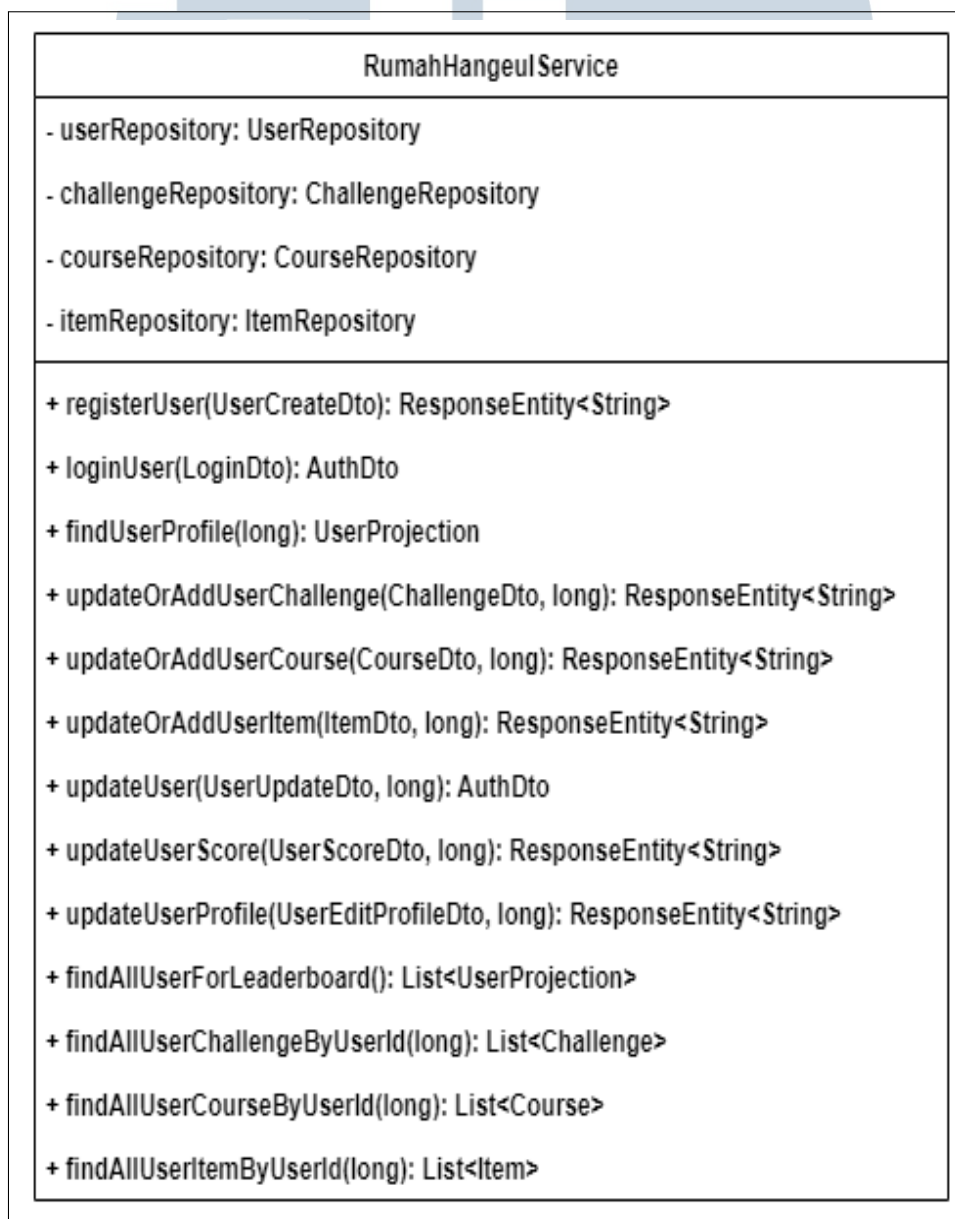 RumahHangeulService
- userRepository: UserRepository
- challengeRepository: ChallengeRepository
- courseRepository: CourseRepository
- itemRepository: ItemRepository
+ registerUser(UserCreateDto): ResponseEntity<String>
+ loginUser(LoginDto): AuthDto
+ findUserProfile(long): UserProjection
+ updateOrAddUserChallenge(ChallengeDto, long): ResponseEntity<String>
+ updateOrAddUserCourse(CourseDto, long): ResponseEntity<String>
+ updateOrAddUserItem(ItemDto, long): ResponseEntity<String>
+ updateUser(UserUpdateDto, long): AuthDto
+ updateUserScore(UserScoreDto, long): ResponseEntity<String>
+ updateUserProfile(UserEditProfileDto, long): ResponseEntity<String>
+ findAllUserForLeaderboard(): List<UserProjection>
+ findAllUserChallengeByUserId(long): List<Challenge>
+ findAllUserCourseByUserId(long): List<Course>
+ findAllUserItemByUserId(long): List<Item>